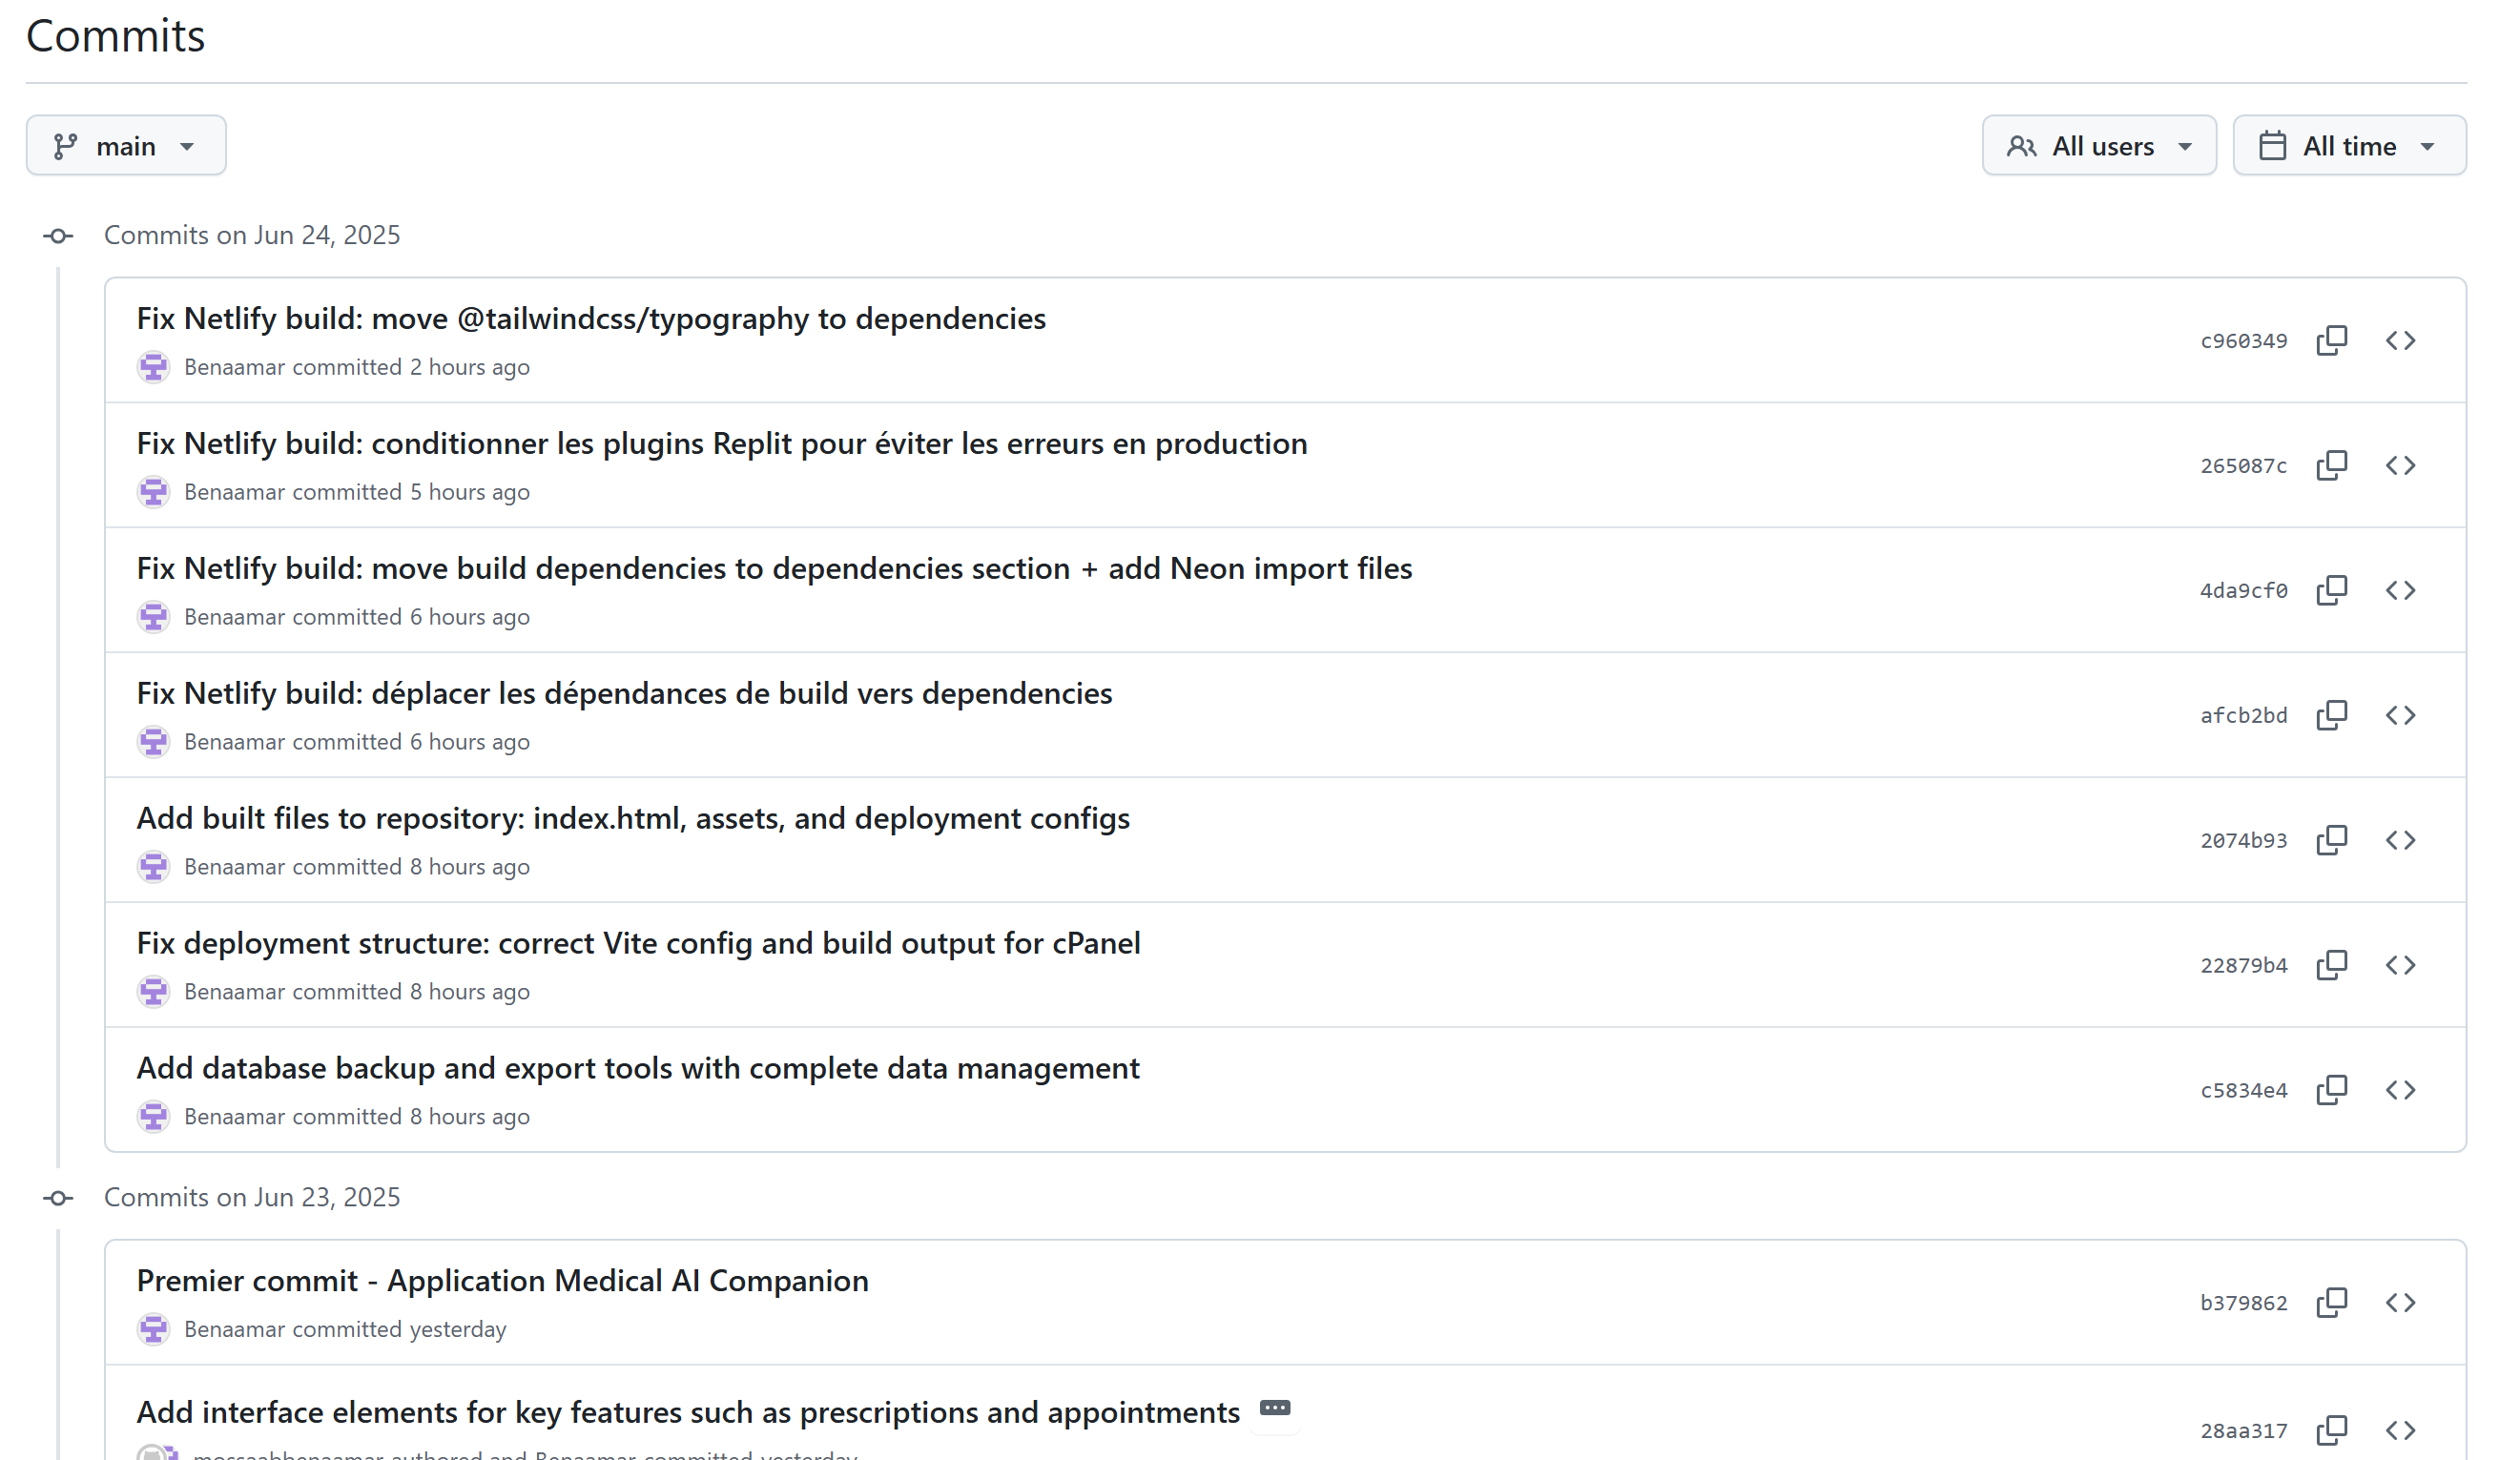 Commits
main
All users
All time
Commits on Jun 24, 2025
Fix Netlify build: move @tailwindcss/typography to dependencies
Benaamar committed 2 hours ago
c960349
Fix Netlify build: conditionner les plugins Replit pour éviter les erreurs en production
Benaamar committed 5 hours ago
265087c
Fix Netlify build: move build dependencies to dependencies section + add Neon import files
Benaamar committed 6 hours ago
4da9cf0
Fix Netlify build: déplacer les dépendances de build vers dependencies
Benaamar committed 6 hours ago
afcb2bd
Add built files to repository: index.html, assets, and deployment configs
Benaamar committed 8 hours ago
2074b93
Fix deployment structure: correct Vite config and build output for cPanel
Benaamar committed 8 hours ago
22879b4
Add database backup and export tools with complete data management
Benaamar committed 8 hours ago
c5834e4
Commits on Jun 23, 2025
Premier commit - Application Medical AI Companion
Benaamar committed yesterday
b379862
Add interface elements for key features such as prescriptions and appointments
28aa317
mossaabbenaamar authored and Benaamar committed yesterday